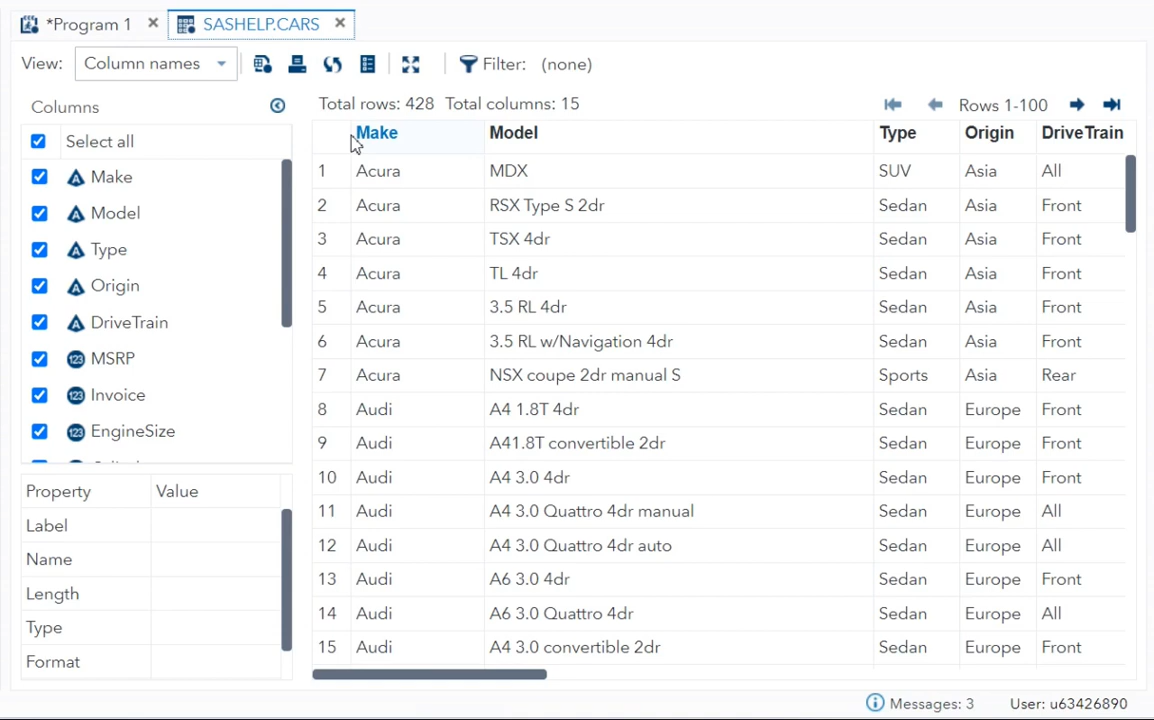 *Program 1 × SASHELP.CARS ×
View: Column names Filter: (none)
Columns
Total rows: 428 Total columns: 15 Rows 1-100
Select all
Make
Model
Type
Origin
DriveTrain
MSRP
Invoice
EngineSize
Property Value
Label
Name
Length
Type
Format
Make Model Type Origin DriveTrain
1 Acura MDX SUV Asia All
2 Acura RSX Type S 2dr Sedan Asia Front
3 Acura TSX 4dr Sedan Asia Front
4 Acura TL 4dr Sedan Asia Front
5 Acura 3.5 RL 4dr Sedan Asia Front
6 Acura 3.5 RL w/Navigation 4dr Sedan Asia Front
7 Acura NSX coupe 2dr manual S Sports Asia Rear
8 Audi A4 1.8T 4dr Sedan Europe Front
9 Audi A41.8T convertible 2dr Sedan Europe Front
10 Audi A4 3.0 4dr Sedan Europe Front
11 Audi A4 3.0 Quattro 4dr manual Sedan Europe All
12 Audi A4 3.0 Quattro 4dr auto Sedan Europe All
13 Audi A6 3.0 4dr Sedan Europe Front
14 Audi A6 3.0 Quattro 4dr Sedan Europe All
15 Audi A4 3.0 convertible 2dr Sedan Europe Front
Messages: 3 User: u63426890